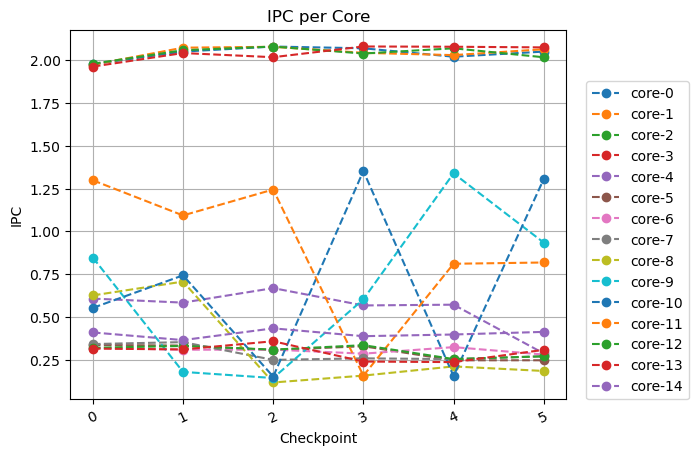 IPC per Core
IPC
2.00
1.75
1.50
1.25
1.00
0.75
0.50
0.25
0
1
2
3
4
5
Checkpoint
core-0
core-1
core-2
core-3
core-4
core-5
core-6
core-7
core-8
core-9
core-10
core-11
core-12
core-13
core-14